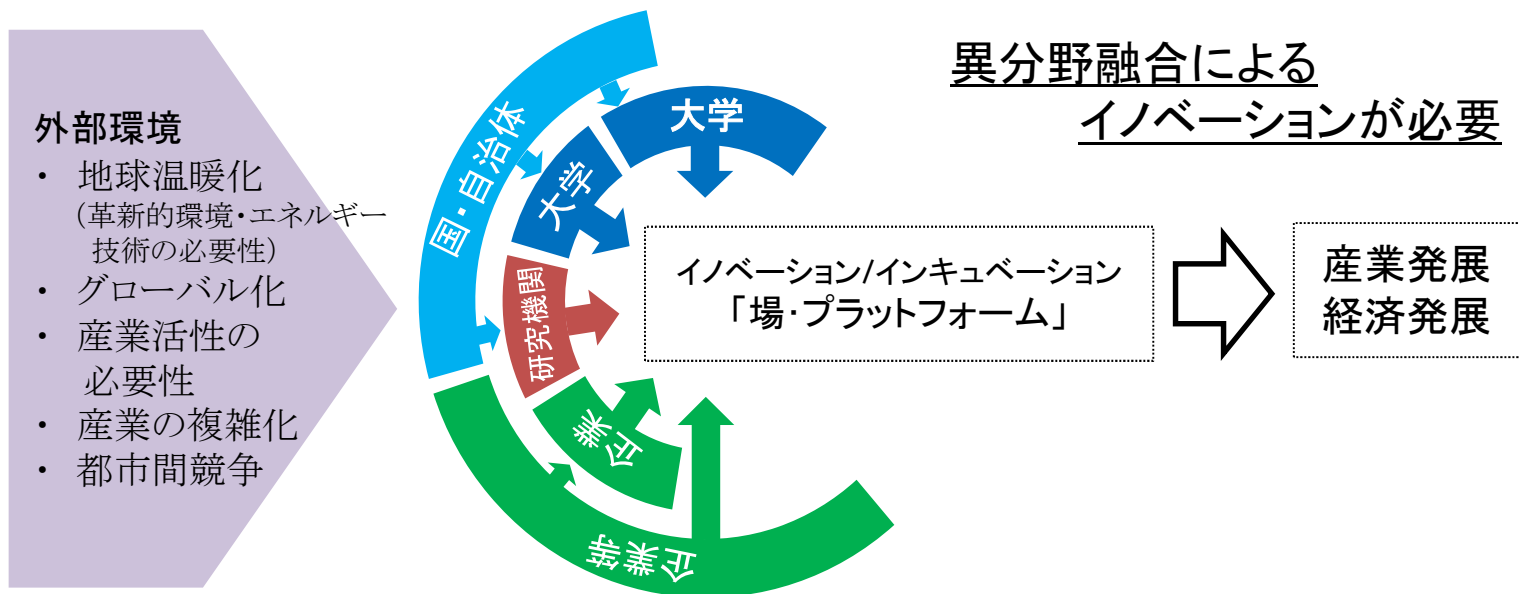 異分野融合による
イノベーションが必要
外部環境
・ 地球温暖化
（革新的環境・エネルギー
技術の必要性）
・ グローバル化
・ 産業活性の
必要性
・ 産業の複雑化
・ 都市間競争
国・自治体
大学
大学
研究機関
企業
企業等
イノベーション/インキュベーション
「場・プラットフォーム」
産業発展
経済発展